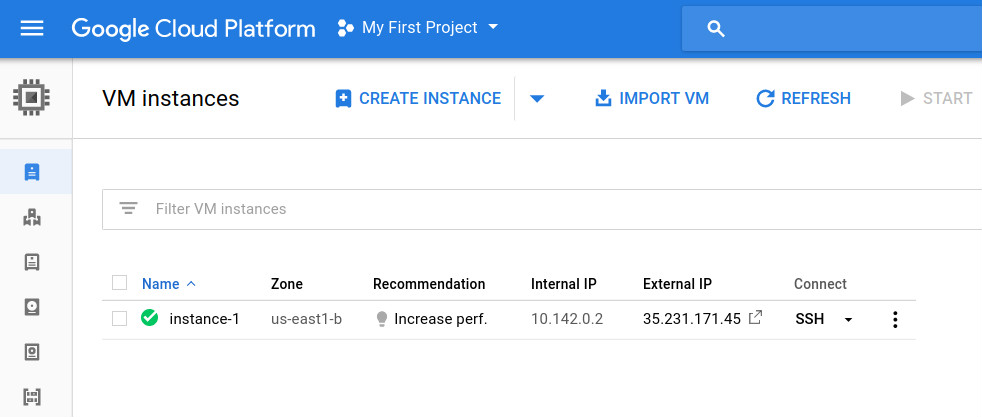 Google Cloud Platform My First Project
VM instances CREATE INSTANCE IMPORT VM REFRESH START
Filter VM instances
Name Zone Recommendation Internal IP External IP Connect
instance-1 us-east1-b Increase perf. 10.142.0.2 35.231.171.45 SSH